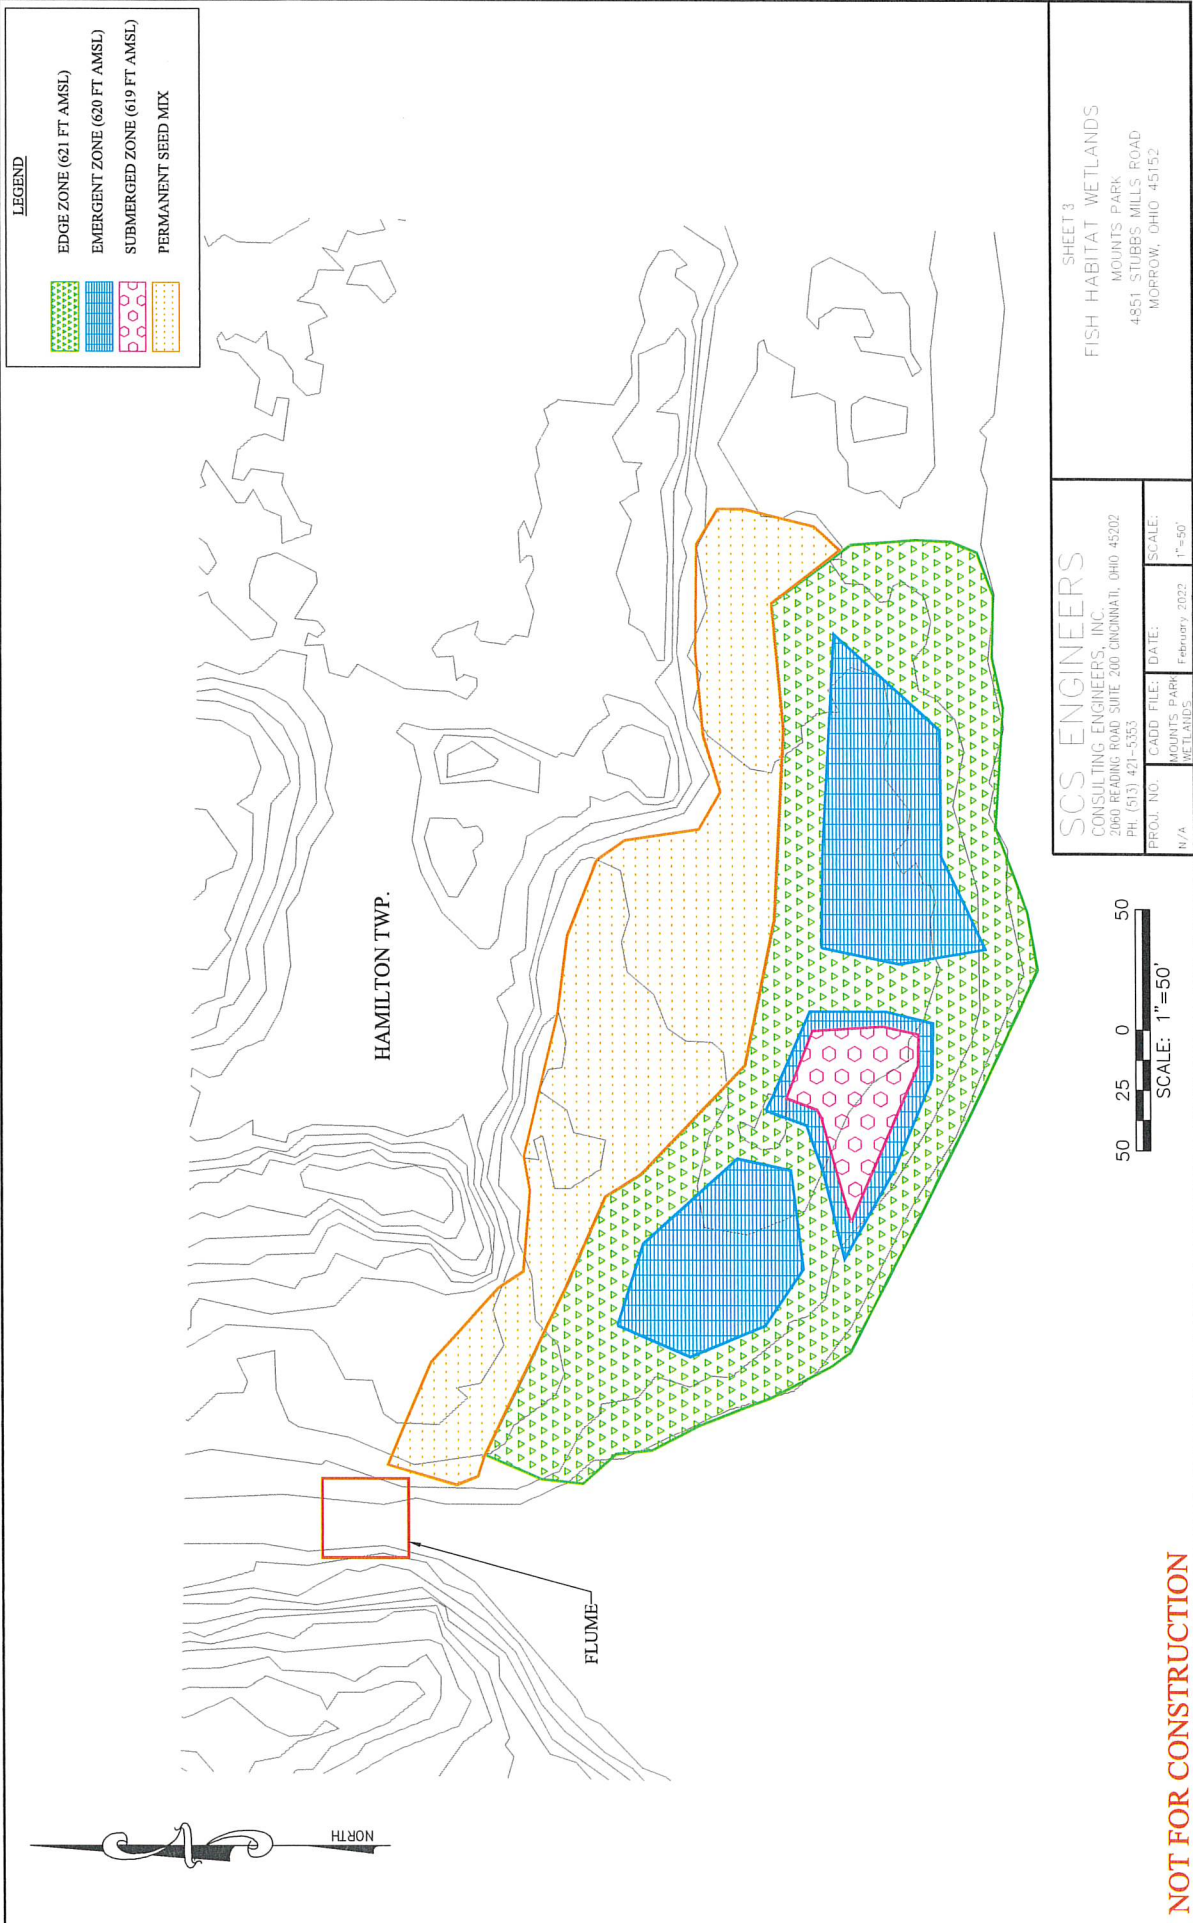 LEGEND
EDGE ZONE (621 FT AMSL)
EMERGENT ZONE (620 FT AMSL)
SUBMERGED ZONE (619 FT AMSL)
PERMANENT SEED MIX
NORTH
HAMILTON TWP.
FLUME
NOT FOR CONSTRUCTION
50 25 0 50
SCALE: 1"=50'
SCS ENGINEERS
CONSULTING ENGINEERS, INC.
2060 READING ROAD SUITE 200 CINCINNATI, OHIO 45202
PH. (513) 421-5353
PROJ. NO.
N/A
CADD FILE:
MOUNTS PARK
WETLANDS
DATE:
February 2022
SCALE:
1"=50'
SHEET 3
FISH HABITAT WETLANDS
MOUNTS PARK
4851 STUBBS MILLS ROAD
MORROW, OHIO 45152